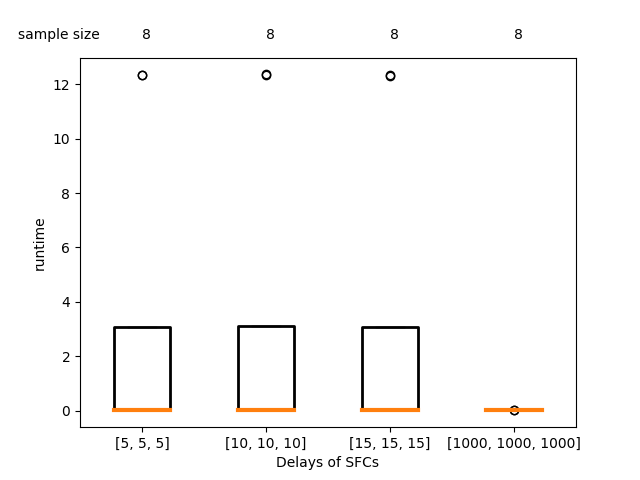 sample size 8 8 8 8
12
10
8
6
4
2
0
runtime
[5, 5, 5] [10, 10, 10] [15, 15, 15] [1000, 1000, 1000]
Delays of SFCs